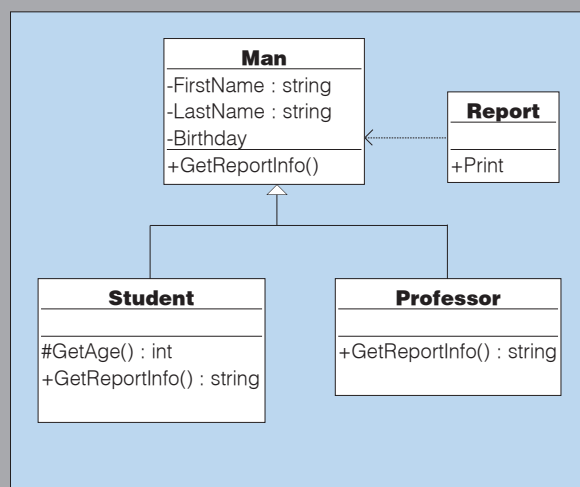 Man
-FirstName : string
-LastName : string
-Birthday
+GetReportInfo()
Report
+Print
Student
#GetAge() : int
+GetReportInfo() : string
Professor
+GetReportInfo() : string